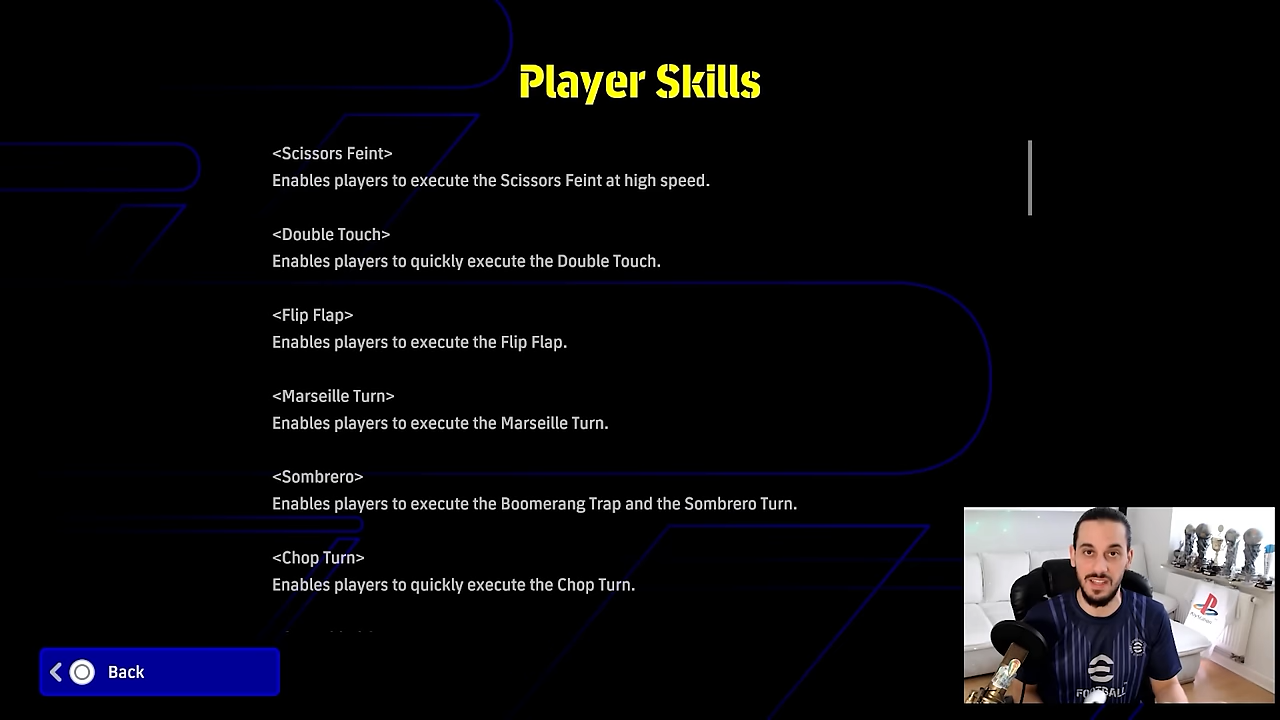 Player Skills
<Scissors Feint>
Enables players to execute the Scissors Feint at high speed.
<Double Touch>
Enables players to quickly execute the Double Touch.
<Flip Flap>
Enables players to execute the Flip Flap.
<Marseille Turn>
Enables players to execute the Marseille Turn.
<Sombrero>
Enables players to execute the Boomerang Trap and the Sombrero Turn.
<Chop Turn>
Enables players to quickly execute the Chop Turn.
Back
FOOTBALL